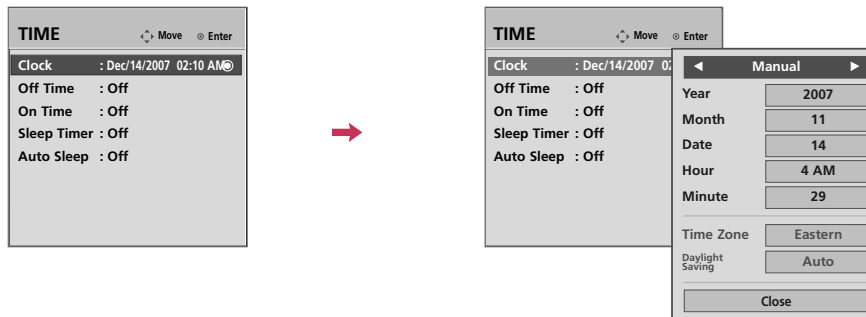 TIME Move Enter
Clock : Dec/14/2007 02:10 AM
Off Time : Off
On Time : Off
Sleep Timer : Off
Auto Sleep : Off
TIME Move Enter
Clock : Dec/14/2007
Off Time : Off
On Time : Off
Sleep Timer : Off
Auto Sleep : Off
◀ Manual ▶
Year 2007
Month 11
Date 14
Hour 4 AM
Minute 29
Time Zone Eastern
Daylight
Saving Auto
Close